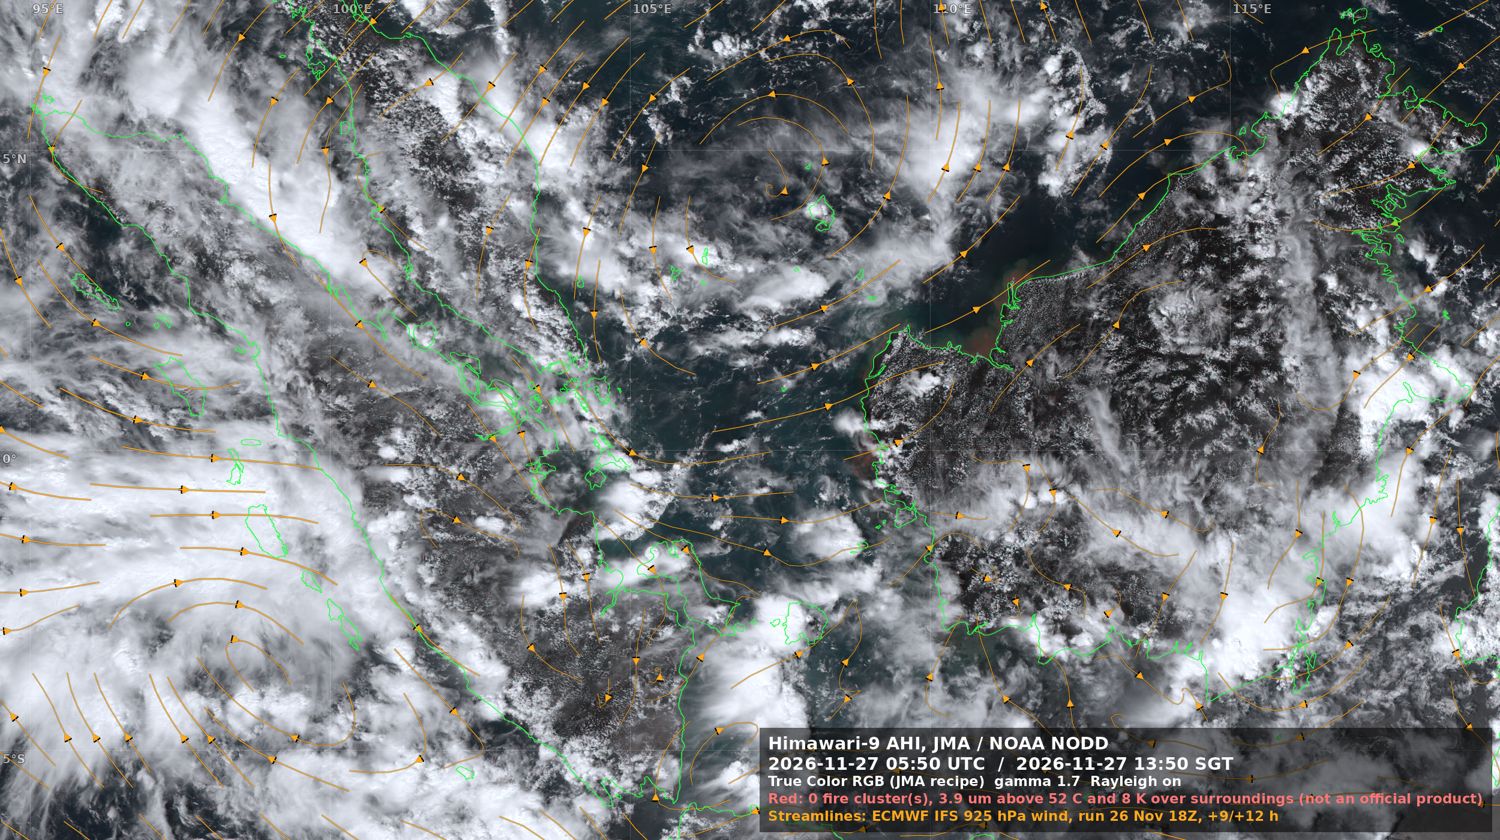 95°E
100°E
105°E
110°E
115°E
5°N
0°
5°S
Himawari-9 AHI, JMA / NOAA NODD
2026-11-27 05:50 UTC / 2026-11-27 13:50 SGT
True Color RGB (JMA recipe) gamma 1.7 Rayleigh on
Red: 0 fire cluster(s), 3.9 um above 52 C and 8 K over surroundings (not an official product)
Streamlines: ECMWF IFS 925 hPa wind, run 26 Nov 18Z, +9/+12 h